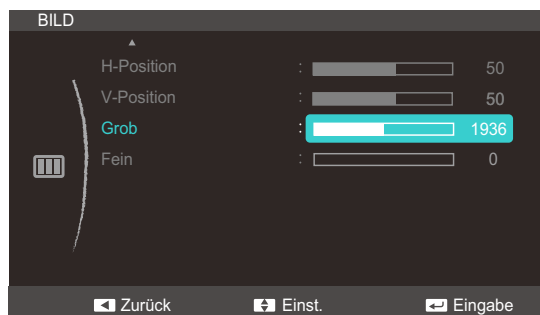 BILD
H-Position : 50
V-Position : 50
Grob : 1936
Fein : 0
Zurück Einst. Eingabe